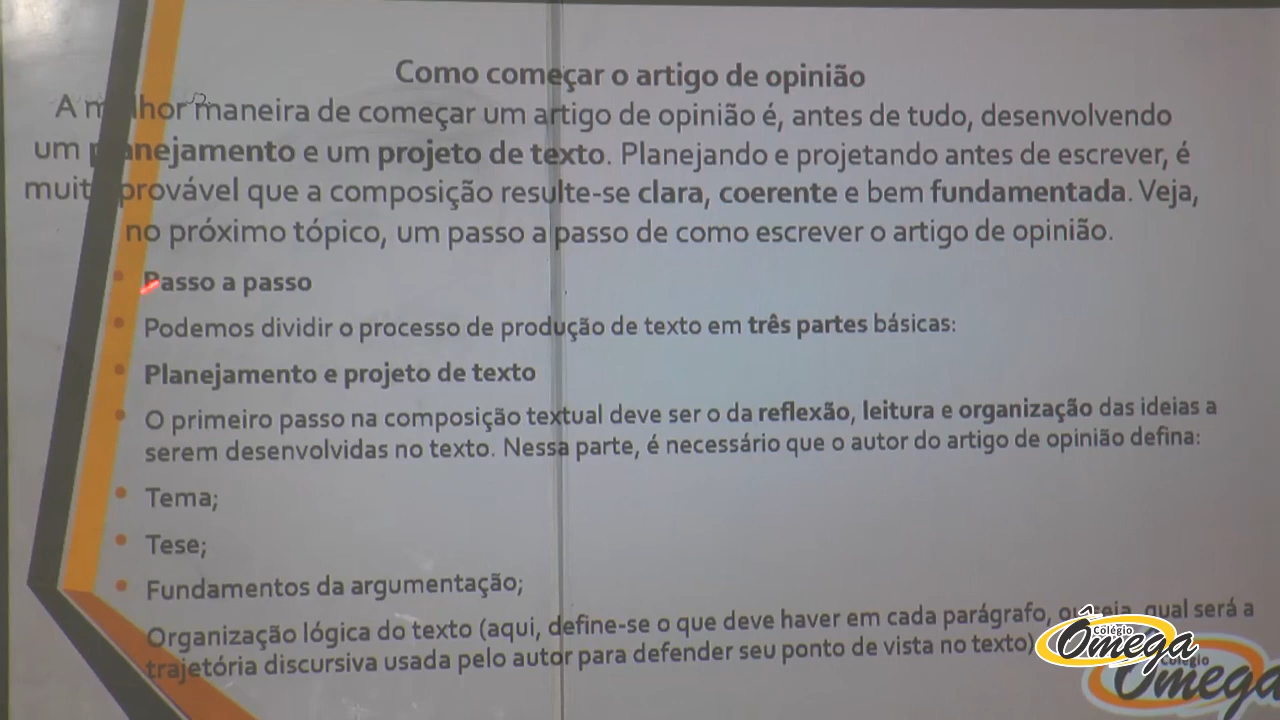 Como começar o artigo de opinião
A melhor maneira de começar um artigo de opinião é, antes de tudo, desenvolvendo
um planejamento e um projeto de texto. Planejando e projetando antes de escrever, é
muito provável que a composição resulte-se clara, coerente e bem fundamentada. Veja,
no próximo tópico, um passo a passo de como escrever o artigo de opinião.
Passo a passo
Podemos dividir o processo de produção de texto em três partes básicas:
Planejamento e projeto de texto
O primeiro passo na composição textual deve ser o da reflexão, leitura e organização das ideias a
serem desenvolvidas no texto. Nessa parte, é necessário que o autor do artigo de opinião defina:
Tema;
Tese;
Fundamentos da argumentação;
Organização lógica do texto (aqui, define-se o que deve haver em cada parágrafo, ou seja, qual será a
trajetória discursiva usada pelo autor para defender seu ponto de vista no texto)
Colégio
Ômega
Colégio
Ômega